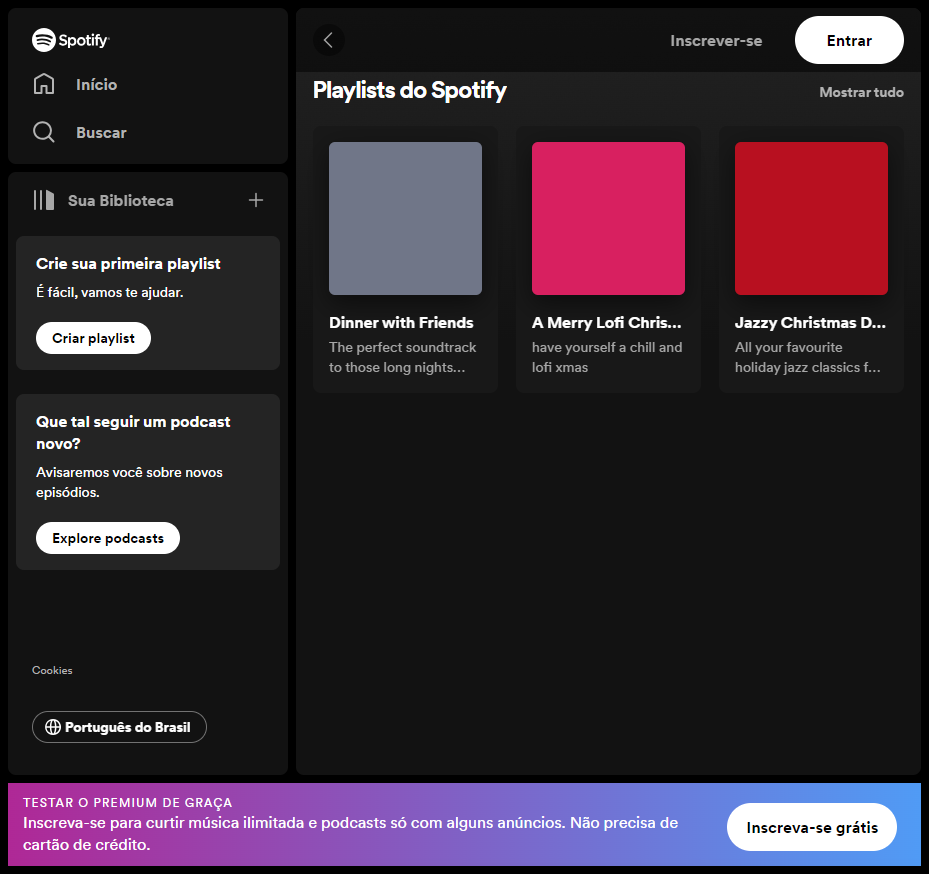 Spotify
Início
Buscar
Sua Biblioteca
Crie sua primeira playlist
É fácil, vamos te ajudar.
Criar playlist
Que tal seguir um podcast
novo?
Avisaremos você sobre novos
episódios.
Explore podcasts
Cookies
Português do Brasil
Inscrever-se
Entrar
Playlists do Spotify
Mostrar tudo
Dinner with Friends
The perfect soundtrack
to those long nights...
A Merry Lofi Chris...
have yourself a chill and
lofi xmas
Jazzy Christmas D...
All your favourite
holiday jazz classics f...
TESTAR O PREMIUM DE GRAÇA
Inscreva-se para curtir música ilimitada e podcasts só com alguns anúncios. Não precisa de
cartão de crédito.
Inscreva-se grátis